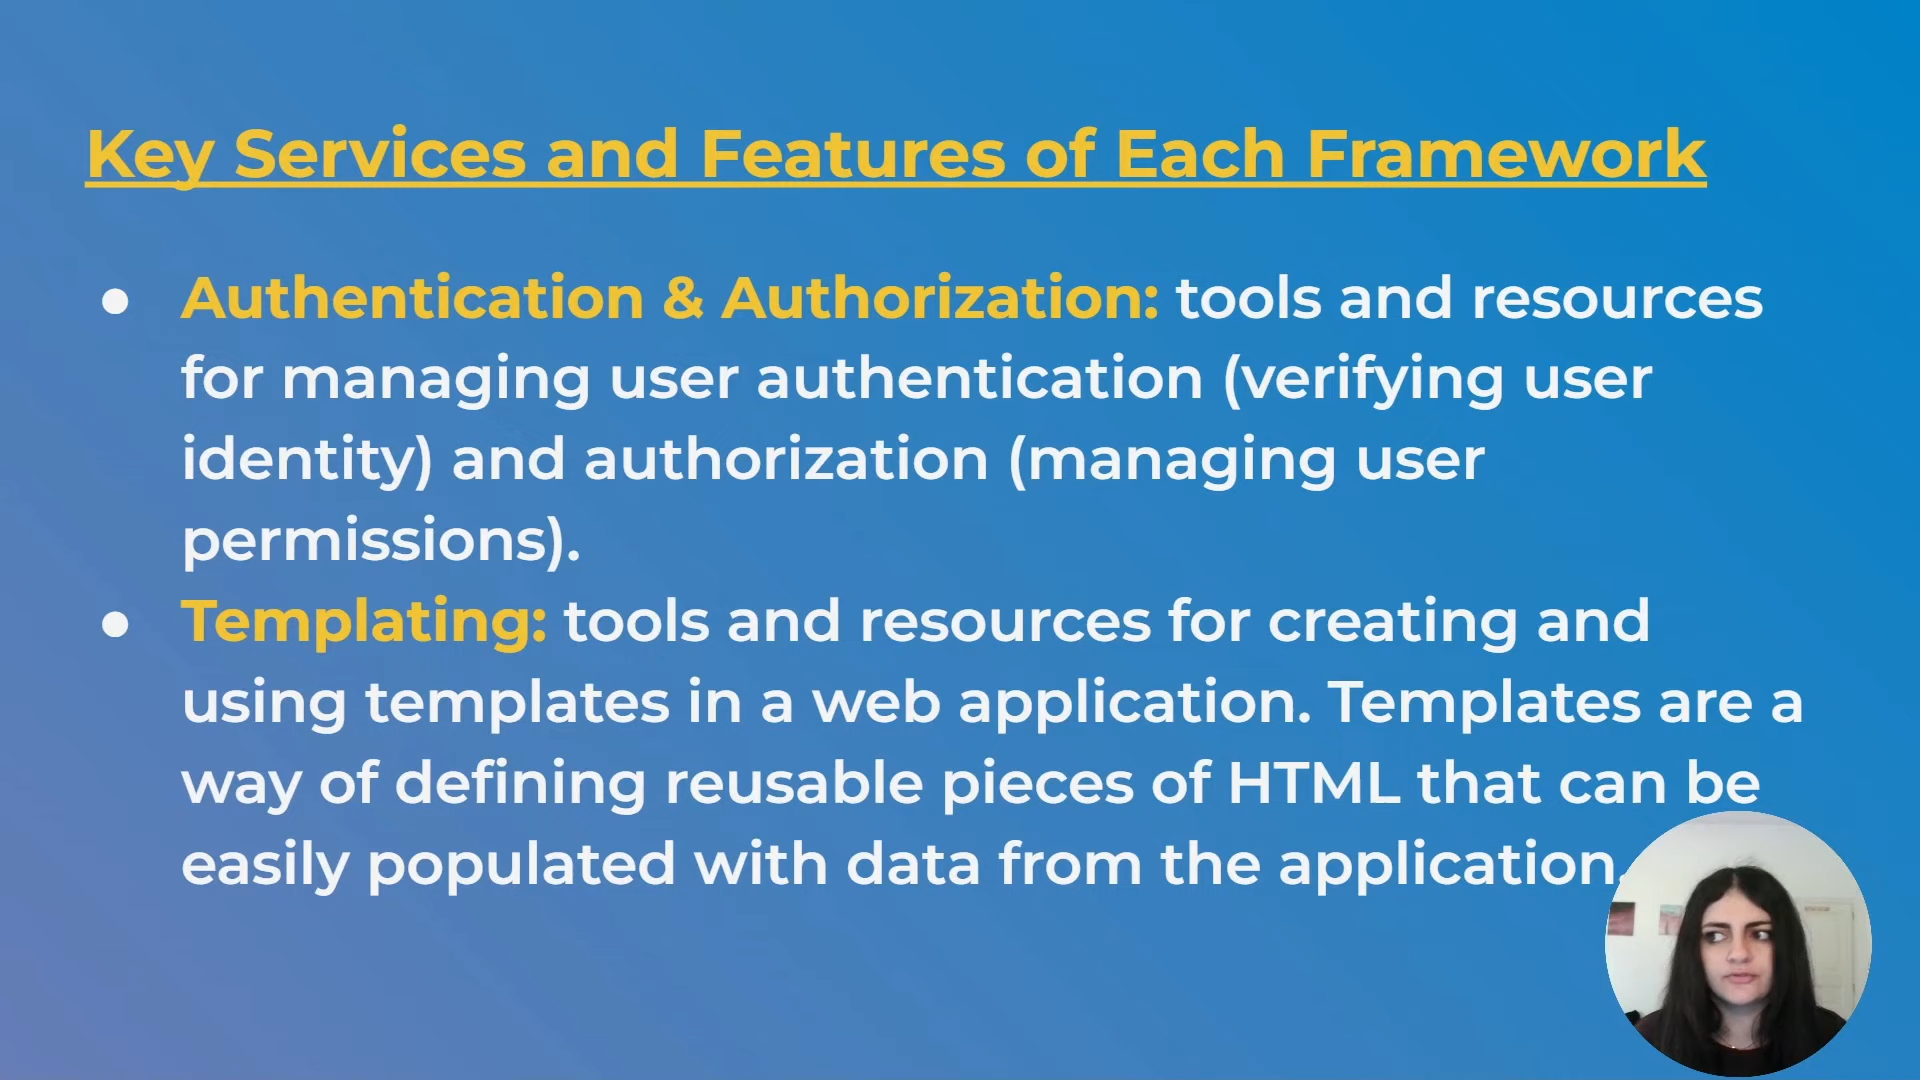 Key Services and Features of Each Framework
● Authentication & Authorization: tools and resources
for managing user authentication (verifying user
identity) and authorization (managing user
permissions).
● Templating: tools and resources for creating and
using templates in a web application. Templates are a
way of defining reusable pieces of HTML that can be
easily populated with data from the application.